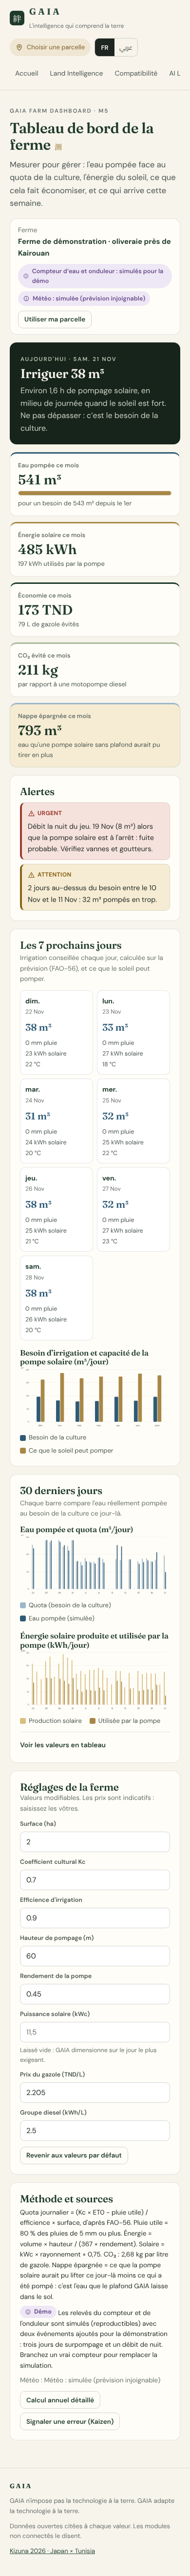 GAIA
L'intelligence qui comprend la terre
Choisir une parcelle
FR
عربي
Accueil Land Intelligence Compatibilité AI L
GAIA FARM DASHBOARD · M5
Tableau de bord de la
ferme
Mesurer pour gérer : l'eau pompée face au
quota de la culture, l'énergie solaire, ce que
cela économise, et ce qui arrive cette
semaine.
Ferme
Ferme de démonstration · oliveraie près de
Kairouan
Compteur d'eau et onduleur : simulés pour la
démo
Météo : simulée (prévision injoignable)
Utiliser ma parcelle
AUJOURD'HUI · SAM. 21 NOV
Irriguer 38 m³
Environ 1,6 h de pompage solaire, en
milieu de journée quand le soleil est fort.
Ne pas dépasser : c'est le besoin de la
culture.
Eau pompée ce mois
541 m³
pour un besoin de 543 m³ depuis le 1er
Énergie solaire ce mois
485 kWh
197 kWh utilisés par la pompe
Économie ce mois
173 TND
79 L de gazole évités
CO₂ évité ce mois
211 kg
par rapport à une motopompe diesel
Nappe épargnée ce mois
793 m³
eau qu'une pompe solaire sans plafond aurait pu
tirer en plus
Alertes
URGENT
Débit la nuit du jeu. 19 Nov (8 m³) alors
que la pompe solaire est à l'arrêt : fuite
probable. Vérifiez vannes et goutteurs.
ATTENTION
2 jours au-dessus du besoin entre le 10
Nov et le 11 Nov : 32 m³ pompés en trop.
Les 7 prochains jours
Irrigation conseillée chaque jour, calculée sur la
prévision (FAO-56), et ce que le soleil peut
pomper.
dim.
22 Nov
38 m³
0 mm pluie
23 kWh solaire
22 °C
lun.
23 Nov
33 m³
0 mm pluie
27 kWh solaire
18 °C
mar.
24 Nov
31 m³
0 mm pluie
24 kWh solaire
20 °C
mer.
25 Nov
32 m³
0 mm pluie
25 kWh solaire
22 °C
jeu.
26 Nov
38 m³
0 mm pluie
25 kWh solaire
21 °C
ven.
27 Nov
32 m³
0 mm pluie
27 kWh solaire
23 °C
sam.
28 Nov
38 m³
0 mm pluie
26 kWh solaire
20 °C
Besoin d'irrigation et capacité de la
pompe solaire (m³/jour)
Besoin de la culture
Ce que le soleil peut pomper
30 derniers jours
Chaque barre compare l'eau réellement pompée
au besoin de la culture ce jour-là.
Eau pompée et quota (m³/jour)
Quota (besoin de la culture)
Eau pompée (simulée)
Énergie solaire produite et utilisée par la
pompe (kWh/jour)
Production solaire Utilisée par la pompe
Voir les valeurs en tableau
Réglages de la ferme
Valeurs modifiables. Les prix sont indicatifs :
saisissez les vôtres.
Surface (ha)
2
Coefficient cultural Kc
0.7
Efficience d'irrigation
0.9
Hauteur de pompage (m)
60
Rendement de la pompe
0.45
Puissance solaire (kWc)
11,5
Laissé vide : GAIA dimensionne sur le jour le plus
exigeant.
Prix du gazole (TND/L)
2.205
Groupe diesel (kWh/L)
2.5
Revenir aux valeurs par défaut
Méthode et sources
Quota journalier = (Kc × ET0 - pluie utile) /
efficience × surface, d'après FAO-56. Pluie utile =
80 % des pluies de 5 mm ou plus. Énergie =
volume × hauteur / (367 × rendement). Solaire =
kWc × rayonnement × 0,75. CO₂ : 2,68 kg par litre
de gazole. Nappe épargnée = ce que la pompe
solaire aurait pu lifter ce jour-là moins ce qui a
été pompé : c'est l'eau que le plafond GAIA laisse
dans le sol.
Démo Les relevés du compteur et de
l'onduleur sont simulés (reproductibles) avec
deux événements ajoutés pour la démonstration
: trois jours de surpompage et un débit de nuit.
Branchez un vrai compteur pour remplacer la
simulation.
Météo : Météo : simulée (prévision injoignable)
Calcul annuel détaillé
Signaler une erreur (Kaizen)
GAIA
GAIA n'impose pas la technologie à la terre. GAIA adapte
la technologie à la terre.
Données ouvertes citées à chaque valeur. Les modules
non connectés le disent.
Kizuna 2026 · Japan × Tunisia